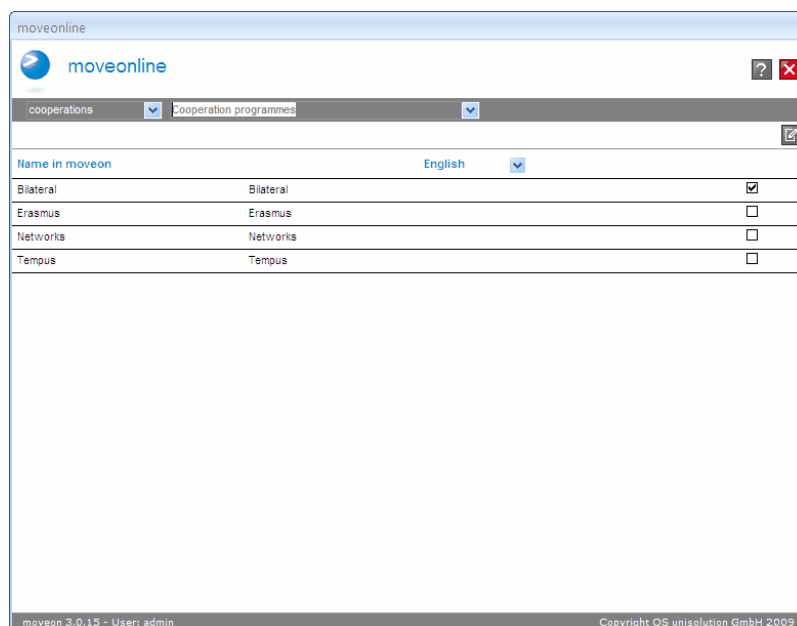 moveonline
moveonline
?
cooperations Cooperation programmes
Name in moveon English
Bilateral Bilateral
Erasmus Erasmus
Networks Networks
Tempus Tempus
moveon 3.0.15 - User: admin Copyright QS unisolution GmbH 2009